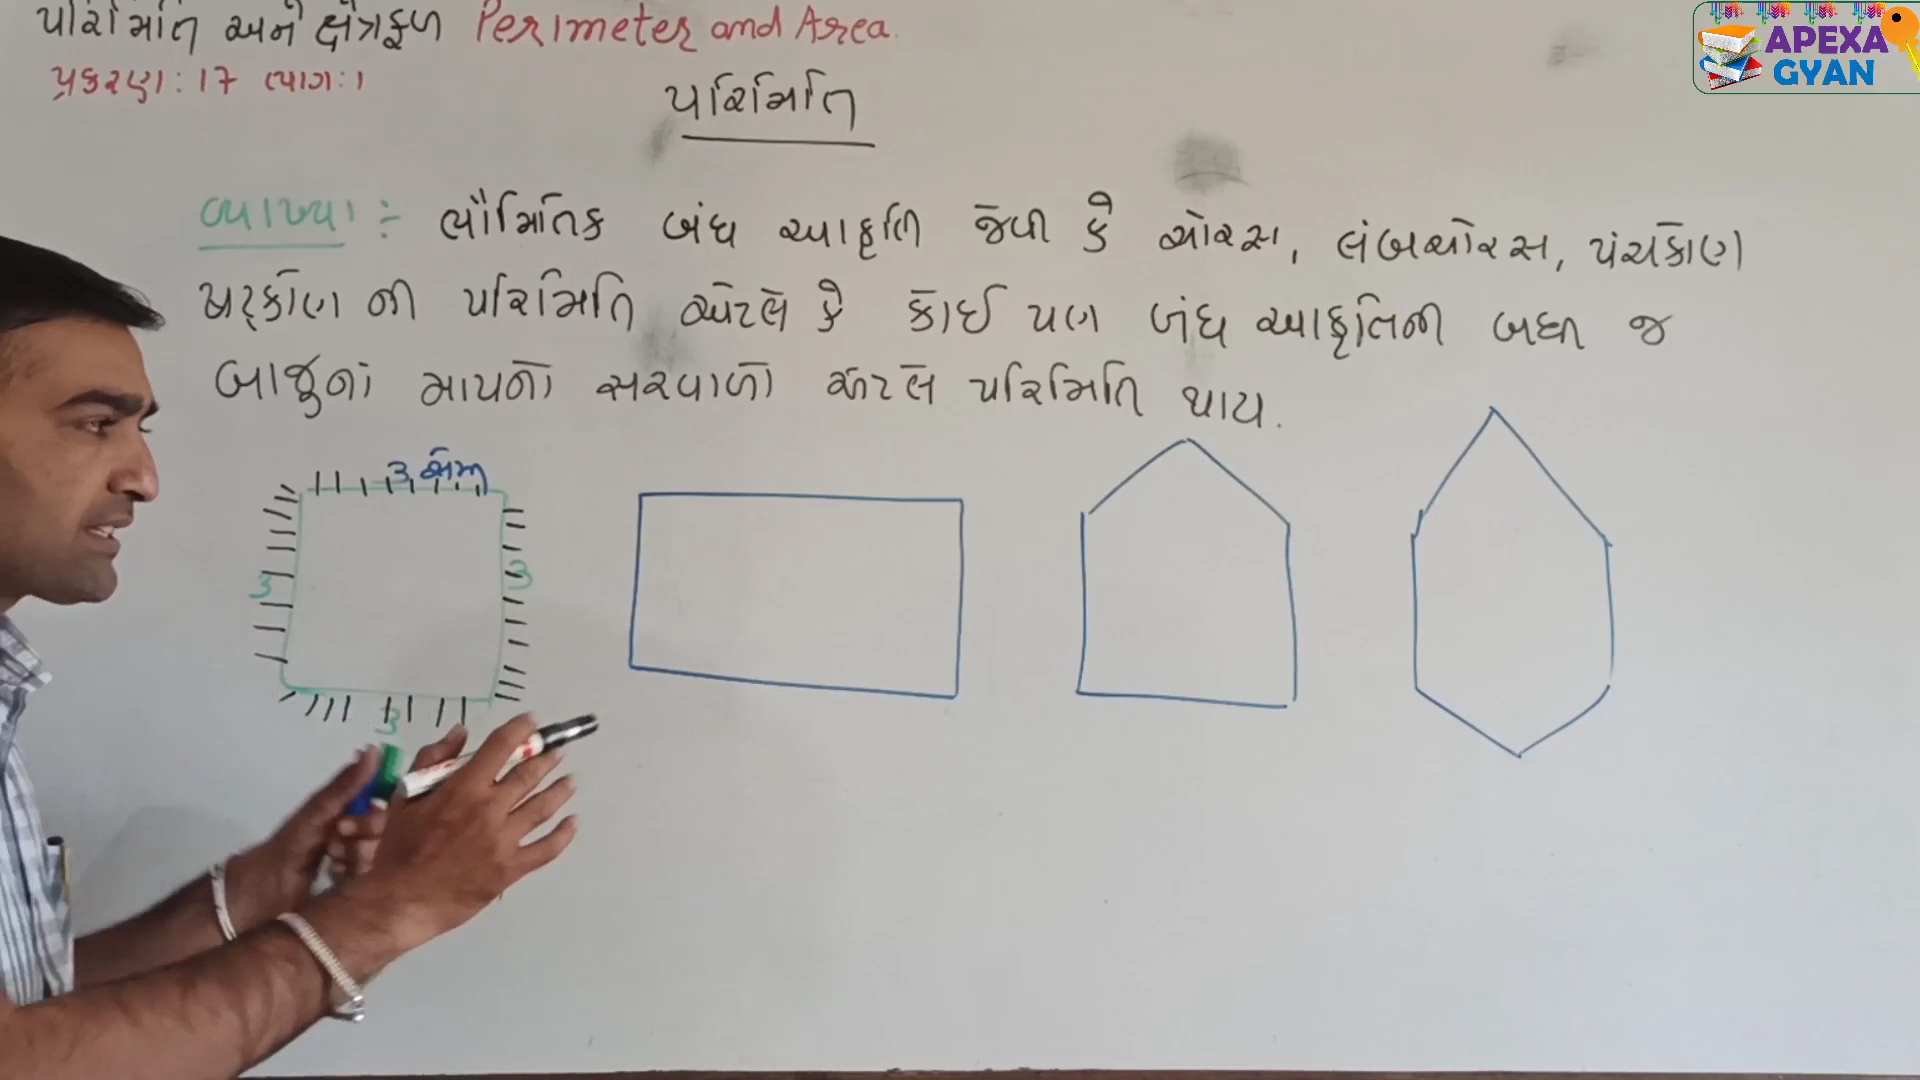 પરિમિતિ અને ક્ષેત્રફળ Perimeter and Area.
પ્રકરણ: 17 ભાગ: 1
પરિમિતિ
વ્યાખ્યા :- ભૌમિતિક બંધ આકૃતિ જેવી કે ચોરસ, લંબચોરસ, પંચકોણ
ષટ્કોણ ની પરિમિતિ એટલે કે કોઈ પણ બંધ આકૃતિની બધી જ
બાજુનાં માપનો સરવાળો એટલે પરિમિતિ થાય.
3 સેમી
3
3
3
APEXA
GYAN